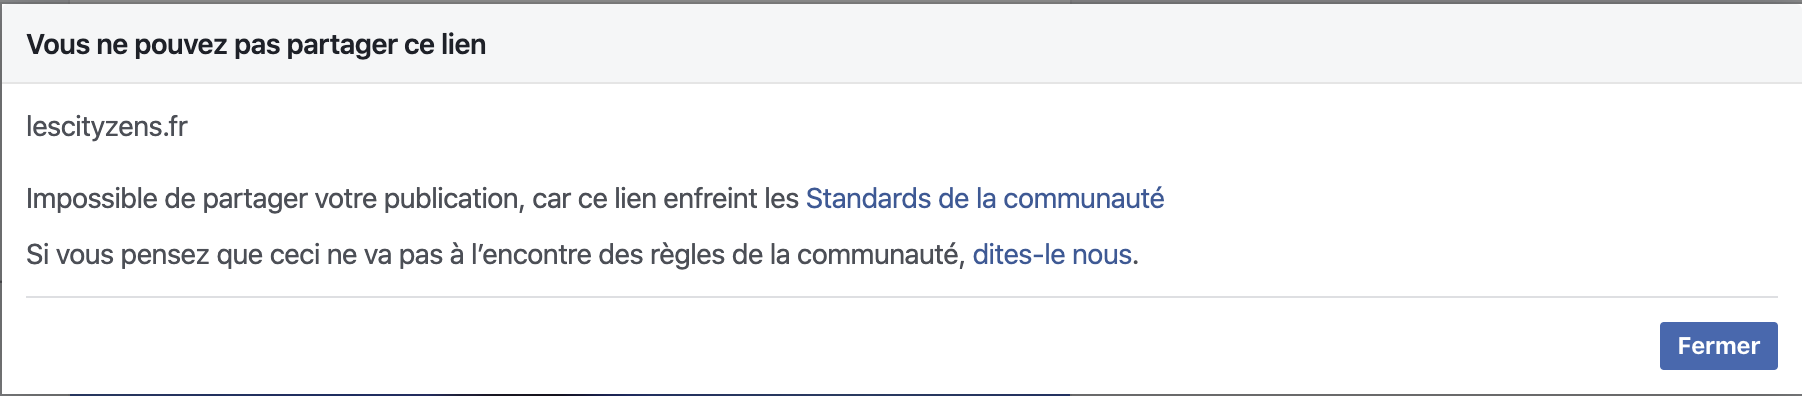 Vous ne pouvez pas partager ce lien
lescityzens.fr
Impossible de partager votre publication, car ce lien enfreint les Standards de la communauté
Si vous pensez que ceci ne va pas à l’encontre des règles de la communauté, dites-le nous.
Fermer